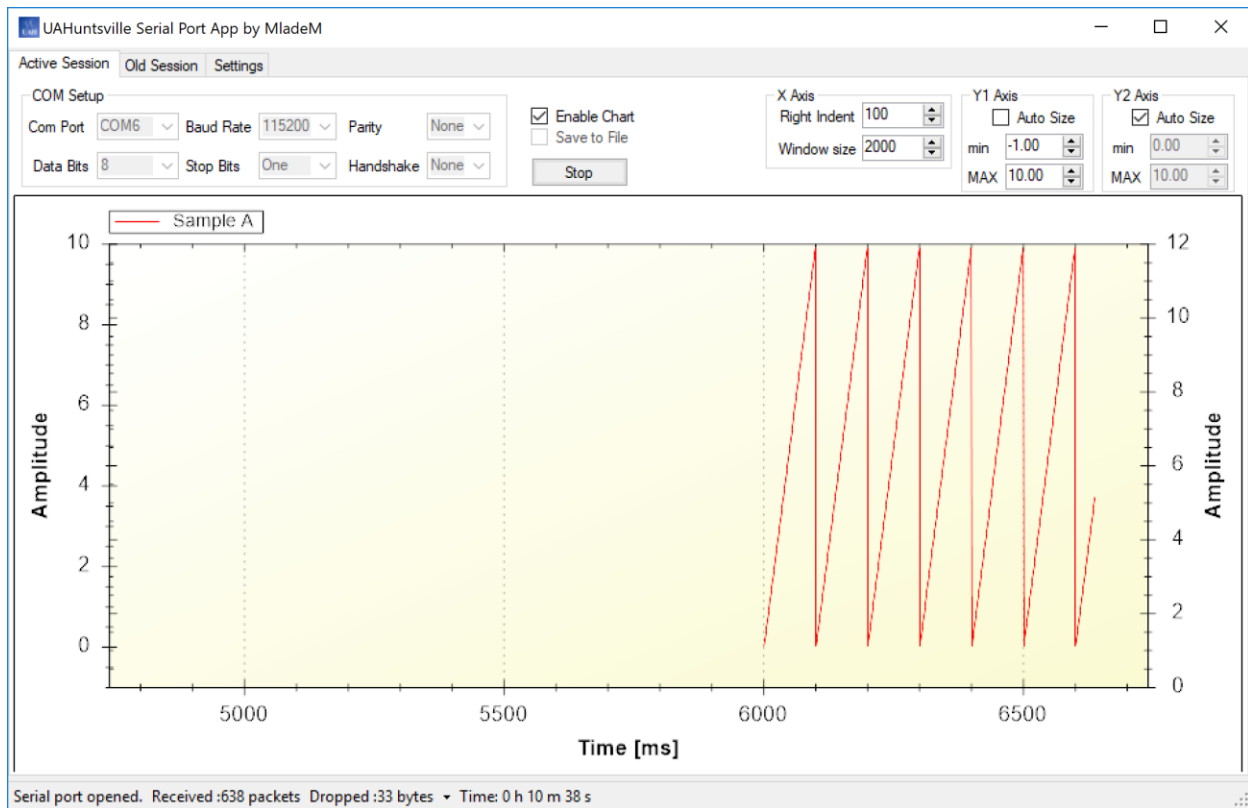 UAHuntsville Serial Port App by MladeM
Active Session Old Session Settings
COM Setup
Com Port COM6 Baud Rate 115200 Parity None
Data Bits 8 Stop Bits One Handshake None
Enable Chart
Save to File
Stop
X Axis
Right Indent 100
Window size 2000
Y1 Axis
Auto Size
min -1.00
MAX 10.00
Y2 Axis
Auto Size
min 0.00
MAX 10.00
Sample A
Amplitude
10
8
6
4
2
0
12
10
8
6
4
2
0
Amplitude
5000 5500 6000 6500
Time [ms]
Serial port opened. Received :638 packets Dropped :33 bytes Time: 0 h 10 m 38 s